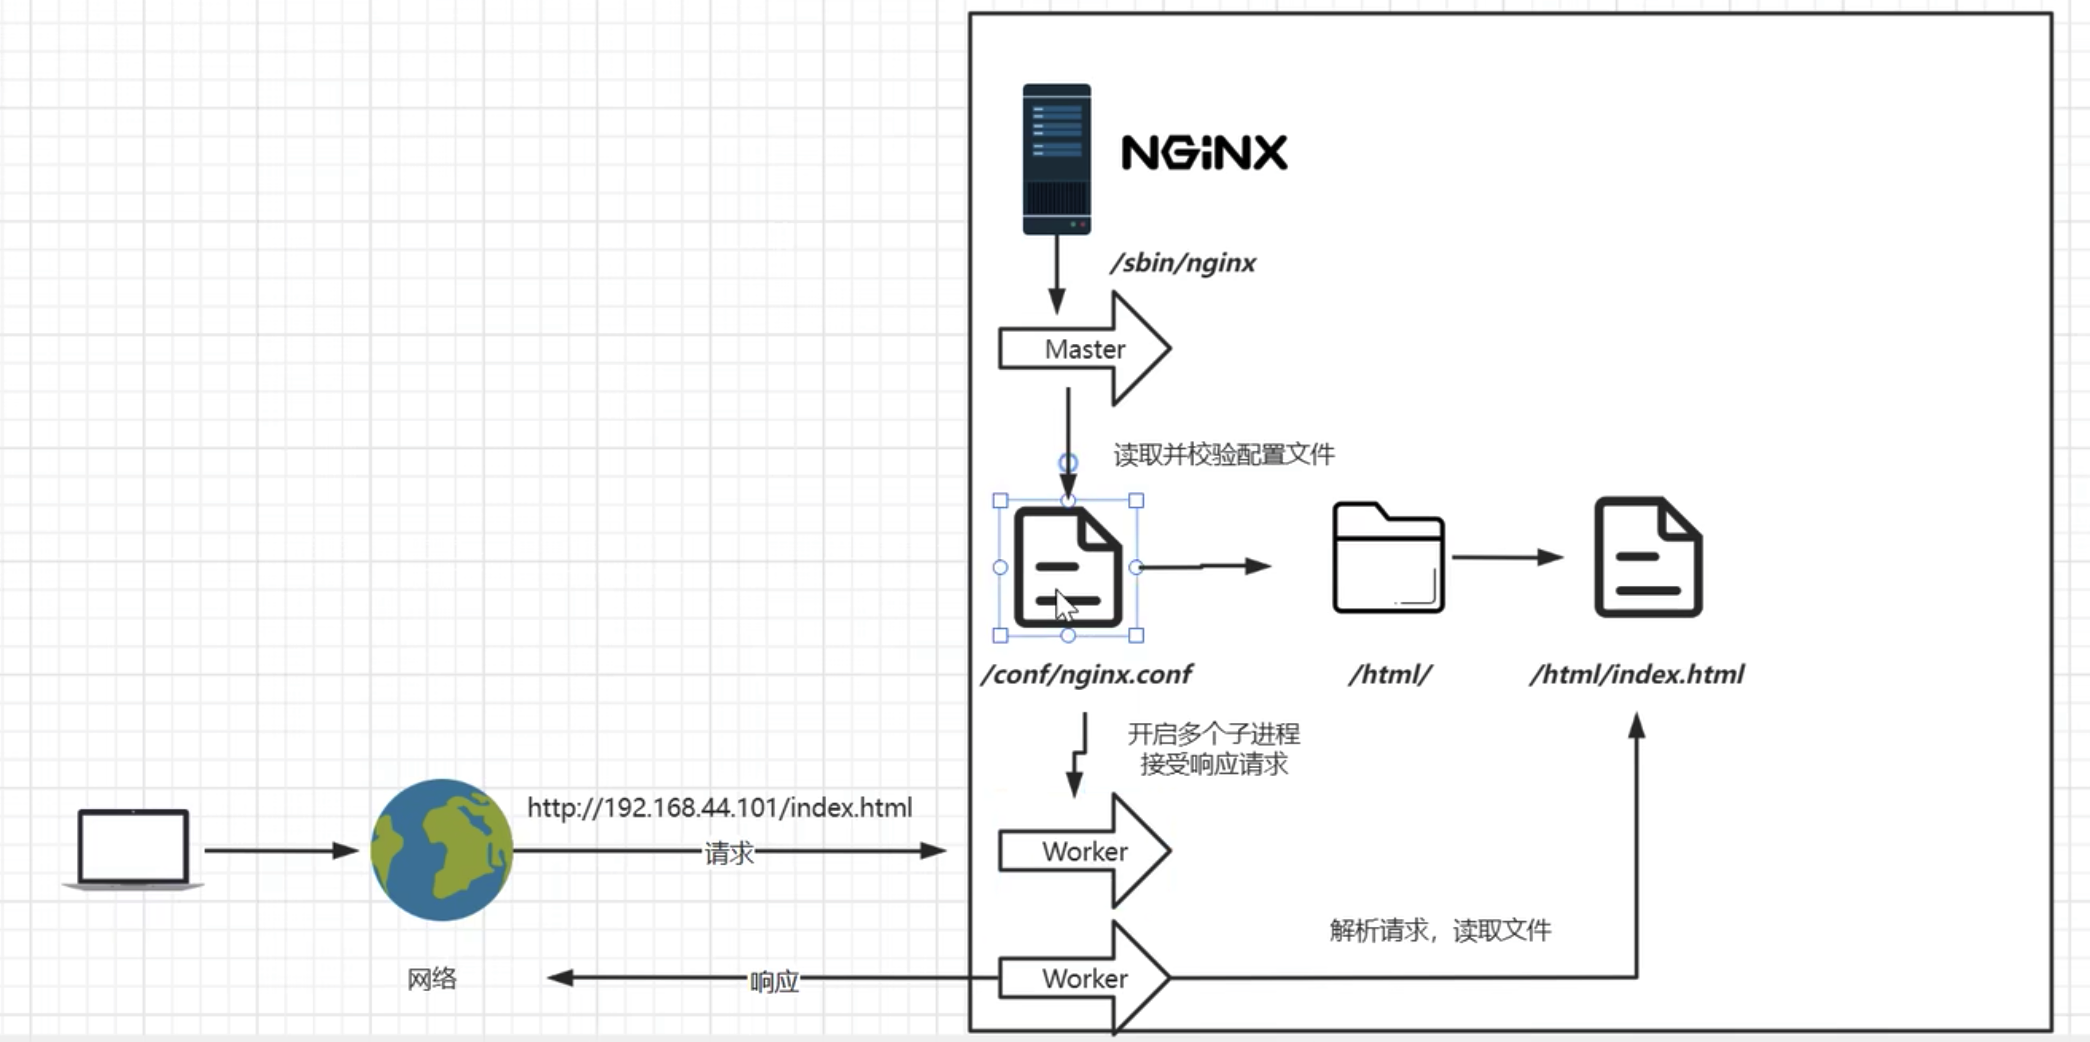 NGiNX
/sbin/nginx
Master
读取并校验配置文件
/conf/nginx.conf
/html/
/html/index.html
开启多个子进程
接受响应请求
http://192.168.44.101/index.html
请求
Worker
解析请求，读取文件
网络
响应
Worker